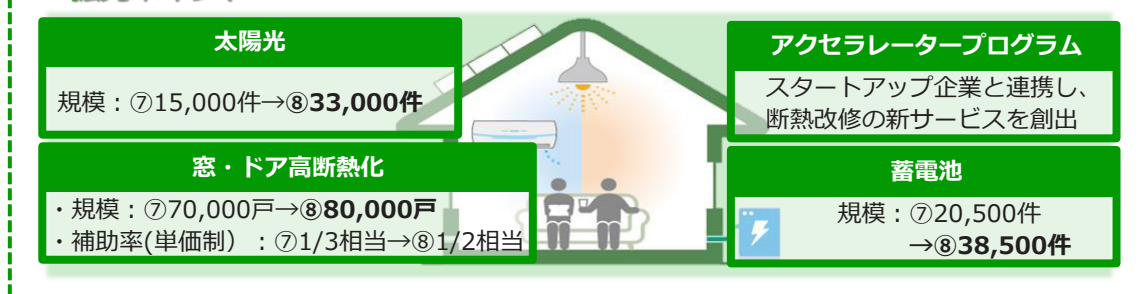 太陽光
規模：⑦15,000件→⑧33,000件
窓・ドア高断熱化
・規模：⑦70,000戸→⑧80,000戸
・補助率(単価制）：⑦1/3相当→⑧1/2相当
アクセラレータープログラム
スタートアップ企業と連携し、
断熱改修の新サービスを創出
蓄電池
規模：⑦20,500件
→⑧38,500件